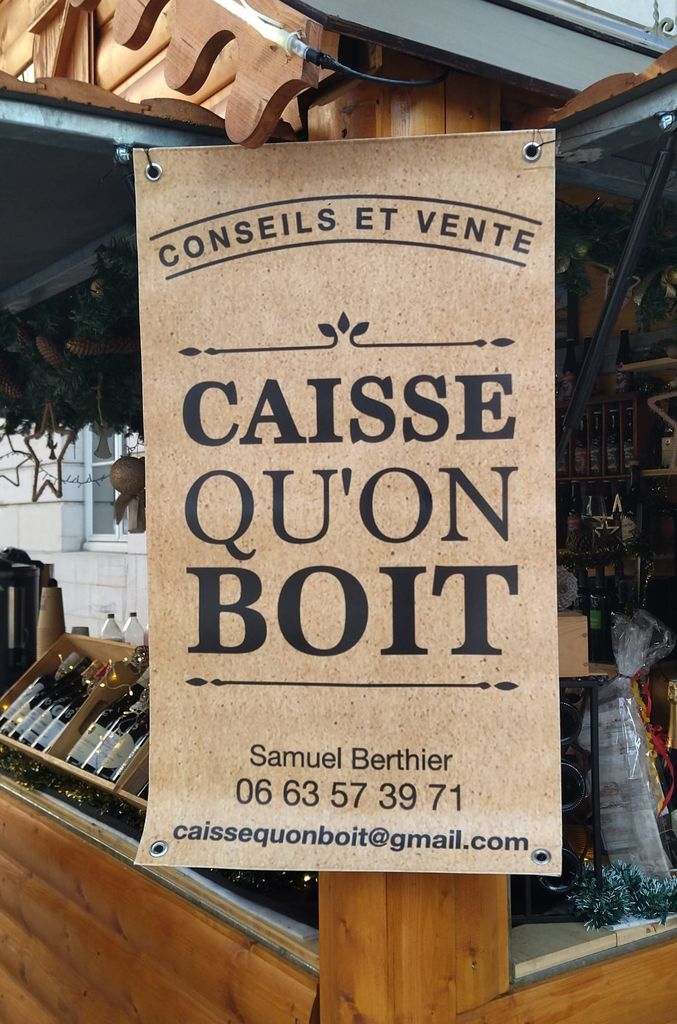 CONSEILS ET VENTE
CAISSE
QU'ON
BOIT
Samuel Berthier
06 63 57 39 71
caissequonboit@gmail.com